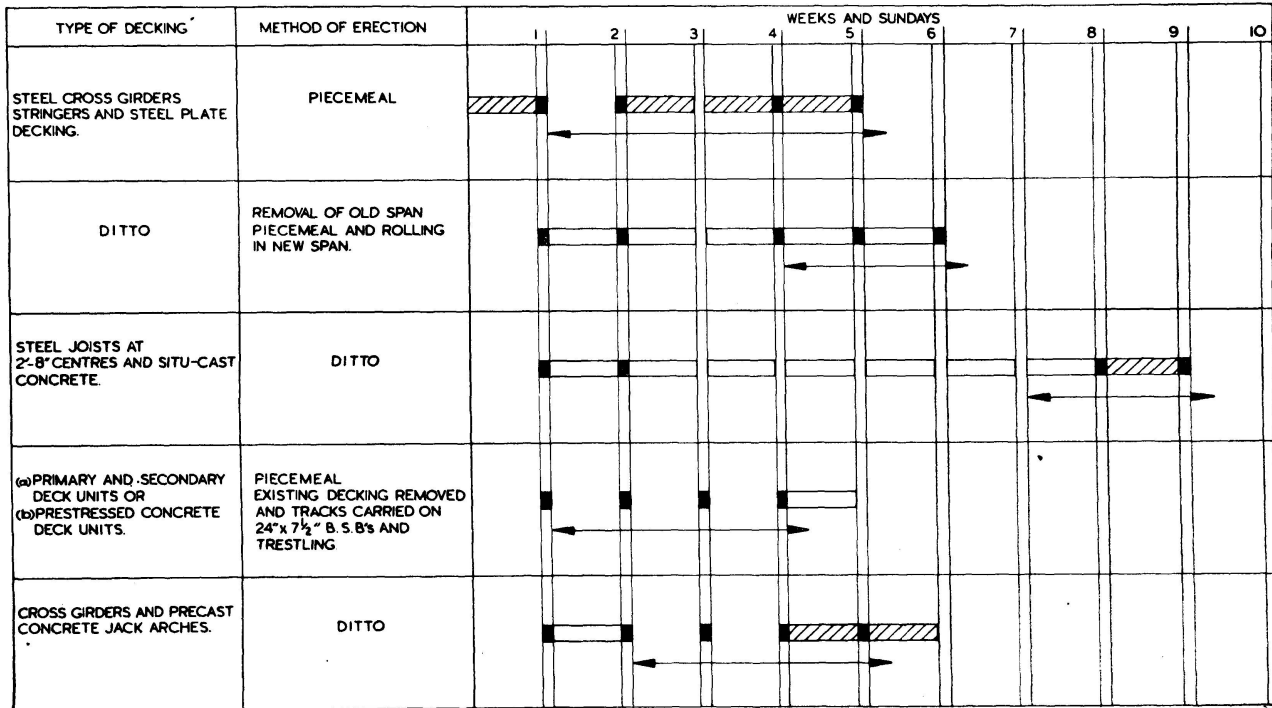 TYPE OF DECKING
METHOD OF ERECTION
WEEKS AND SUNDAYS
1 2 3 4 5 6 7 8 9 10
STEEL CROSS GIRDERS
STRINGERS AND STEEL PLATE
DECKING.
PIECEMEAL
DITTO
REMOVAL OF OLD SPAN
PIECEMEAL AND ROLLING
IN NEW SPAN.
STEEL JOISTS AT
2'-8" CENTRES AND SITU-CAST
CONCRETE.
DITTO
(a) PRIMARY AND SECONDARY
DECK UNITS OR
(b) PRESTRESSED CONCRETE
DECK UNITS.
PIECEMEAL
EXISTING DECKING REMOVED
AND TRACKS CARRIED ON
24" x 7½" B.S.B's AND
TRESTLING
CROSS GIRDERS AND PRECAST
CONCRETE JACK ARCHES.
DITTO